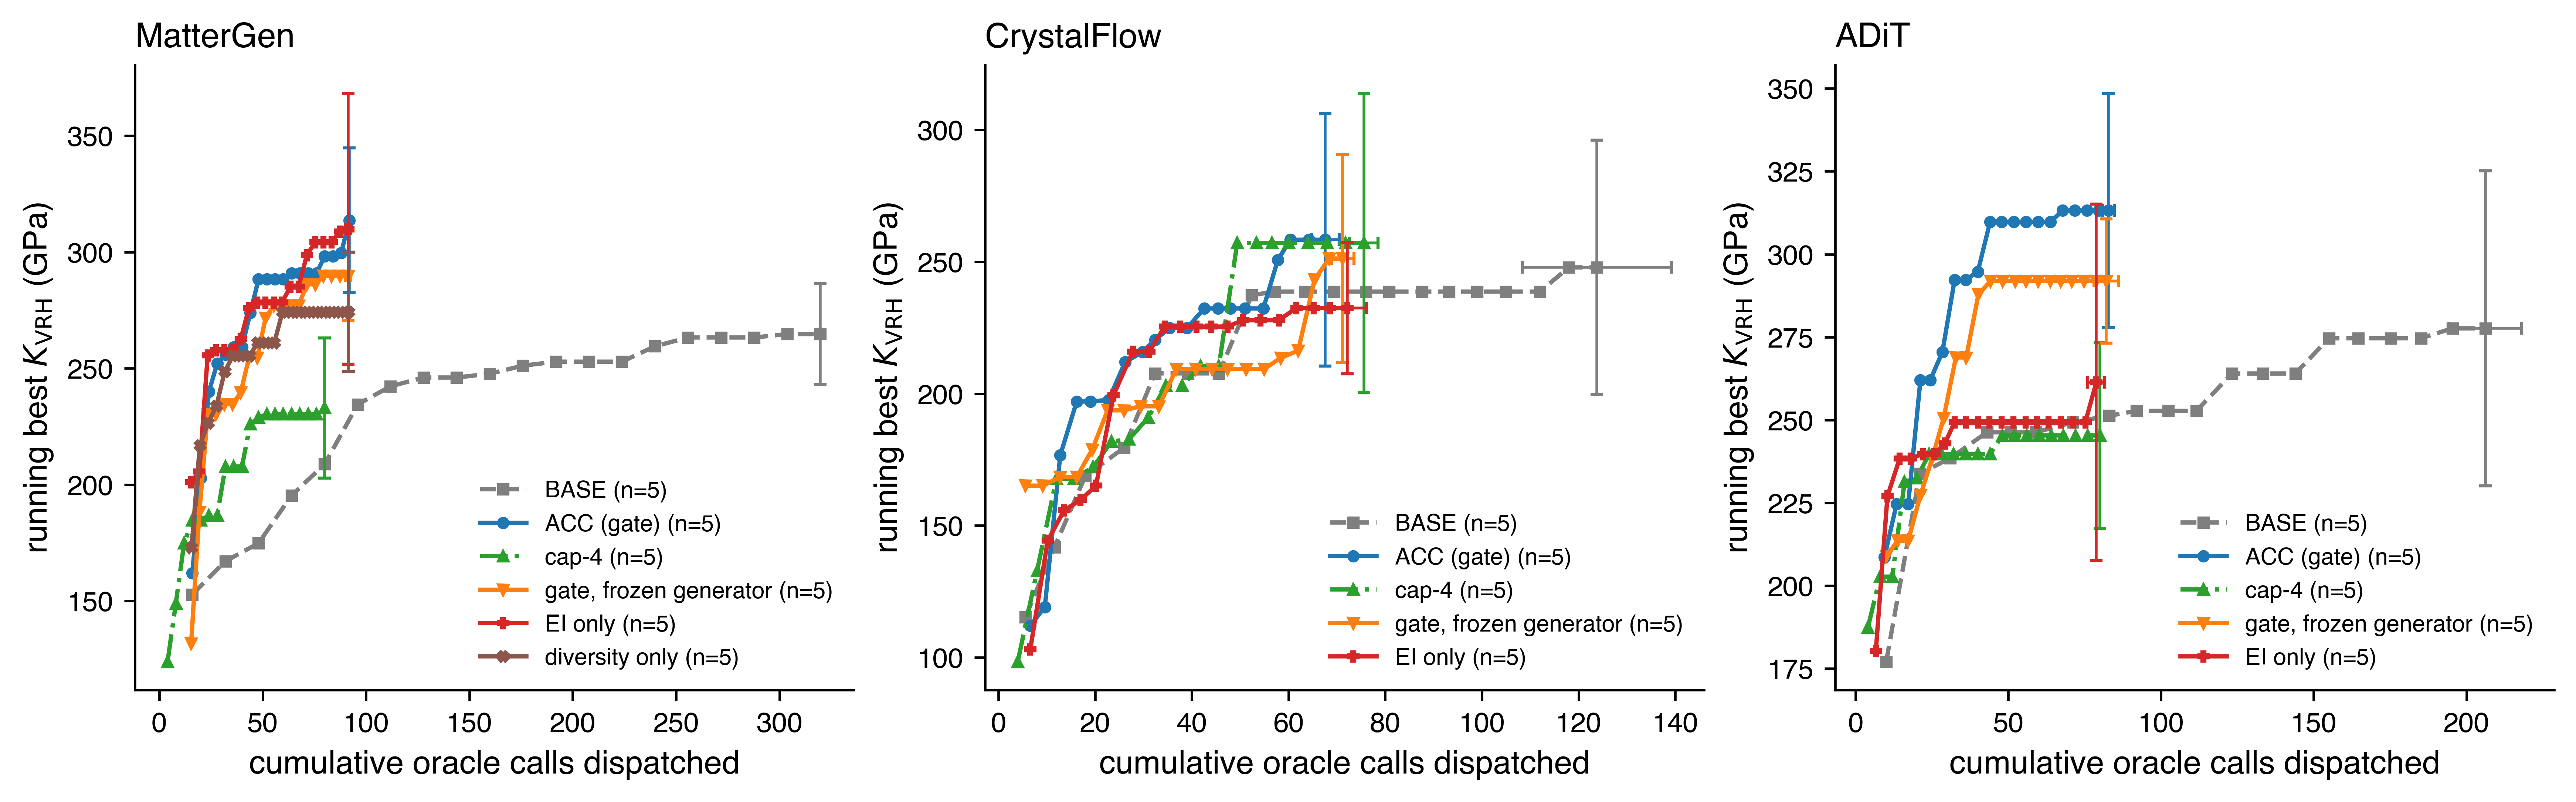 MatterGen
running best K_VRH (GPa)
350
300
250
200
150
BASE (n=5)
ACC (gate) (n=5)
cap-4 (n=5)
gate, frozen generator (n=5)
EI only (n=5)
diversity only (n=5)
0 50 100 150 200 250 300
cumulative oracle calls dispatched
CrystalFlow
running best K_VRH (GPa)
300
250
200
150
100
BASE (n=5)
ACC (gate) (n=5)
cap-4 (n=5)
gate, frozen generator (n=5)
EI only (n=5)
0 20 40 60 80 100 120 140
cumulative oracle calls dispatched
ADiT
running best K_VRH (GPa)
350
325
300
275
250
225
200
175
BASE (n=5)
ACC (gate) (n=5)
cap-4 (n=5)
gate, frozen generator (n=5)
EI only (n=5)
0 50 100 150 200
cumulative oracle calls dispatched